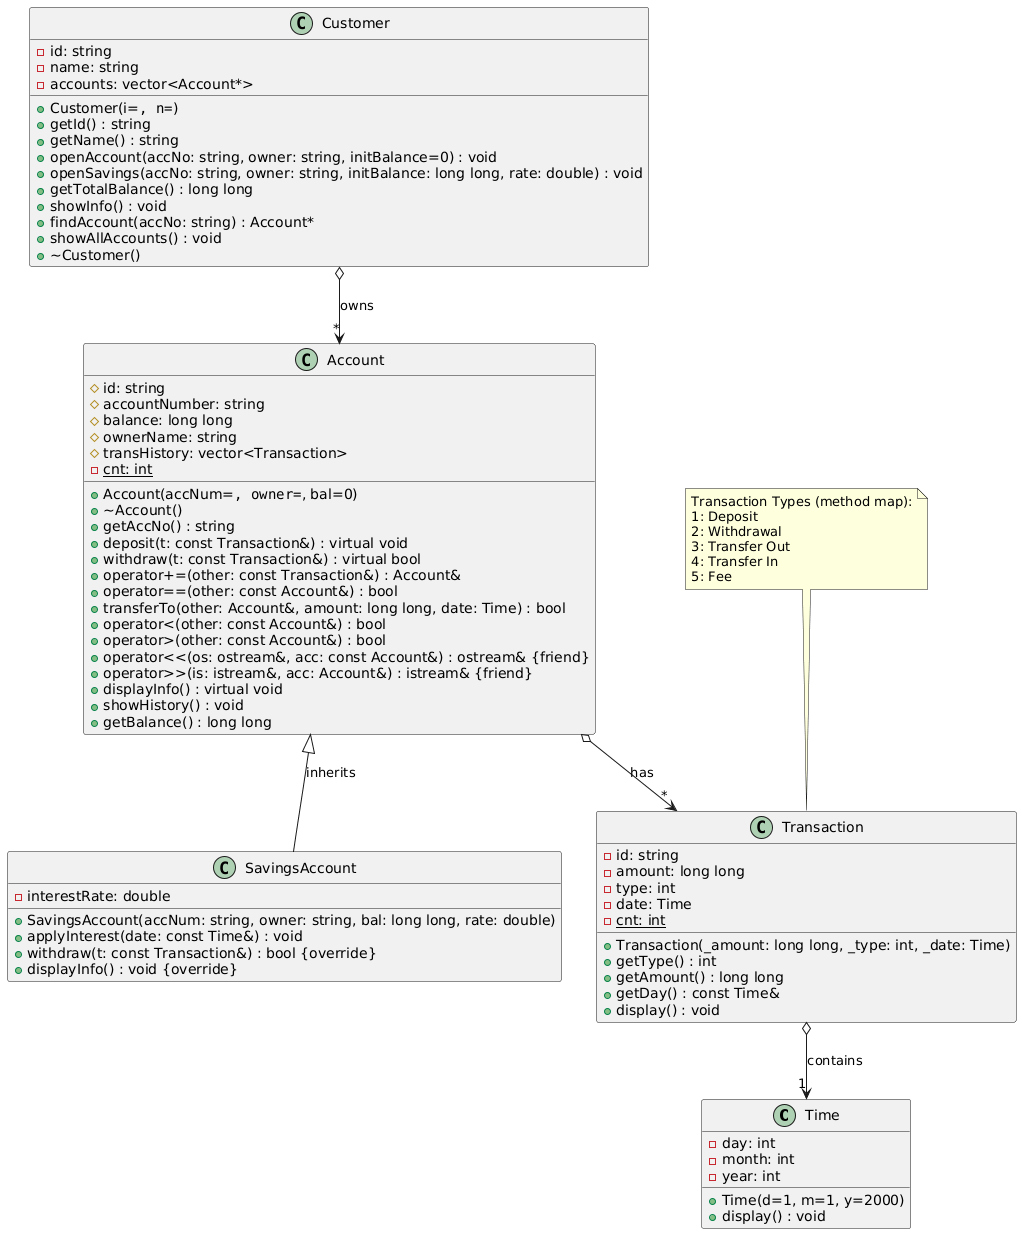 C Customer
id: string
name: string
accounts: vector<Account*>
Customer(i=, n=)
getId() : string
getName() : string
openAccount(accNo: string, owner: string, initBalance=0) : void
openSavings(accNo: string, owner: string, initBalance: long long, rate: double) : void
getTotalBalance() : long long
showInfo() : void
findAccount(accNo: string) : Account*
showAllAccounts() : void
~Customer()
owns
*
C Account
id: string
accountNumber: string
balance: long long
ownerName: string
transHistory: vector<Transaction>
cnt: int
Account(accNum=, owner=, bal=0)
~Account()
getAccNo() : string
deposit(t: const Transaction&) : virtual void
withdraw(t: const Transaction&) : virtual bool
operator+=(other: const Transaction&) : Account&
operator==(other: const Account&) : bool
transferTo(other: Account&, amount: long long, date: Time) : bool
operator<(other: const Account&) : bool
operator>(other: const Account&) : bool
operator<<(os: ostream&, acc: const Account&) : ostream& {friend}
operator>>(is: istream&, acc: Account&) : istream& {friend}
displayInfo() : virtual void
showHistory() : void
getBalance() : long long
Transaction Types (method map):
1: Deposit
2: Withdrawal
3: Transfer Out
4: Transfer In
5: Fee
inherits
has
*
C SavingsAccount
interestRate: double
SavingsAccount(accNum: string, owner: string, bal: long long, rate: double)
applyInterest(date: const Time&) : void
withdraw(t: const Transaction&) : bool {override}
displayInfo() : void {override}
C Transaction
id: string
amount: long long
type: int
date: Time
cnt: int
Transaction(_amount: long long, _type: int, _date: Time)
getType() : int
getAmount() : long long
getDay() : const Time&
display() : void
contains
1
C Time
day: int
month: int
year: int
Time(d=1, m=1, y=2000)
display() : void